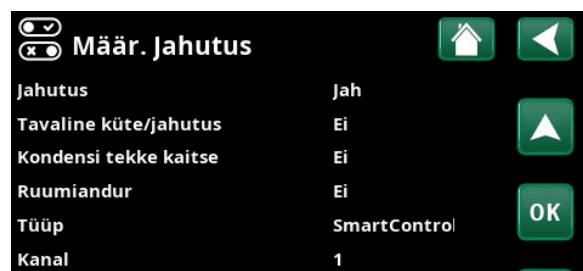 Määr. Jahutus
Jahutus Jah
Tavaline küte/jahutus Ei
Kondensi tekke kaitse Ei
Ruumiandur Ei
Tüüp SmartControl
OK
Kanal 1